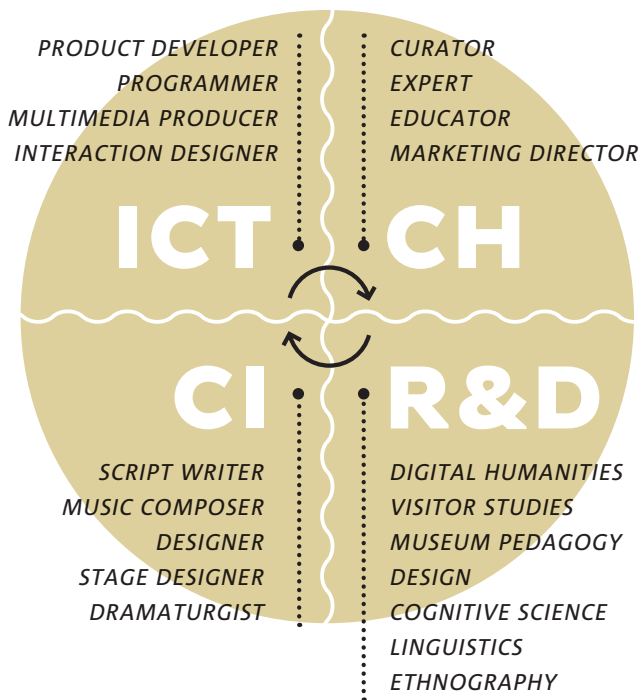 PRODUCT DEVELOPER
PROGRAMMER
MULTIMEDIA PRODUCER
INTERACTION DESIGNER
ICT
CURATOR
EXPERT
EDUCATOR
MARKETING DIRECTOR
CH
CI
SCRIPT WRITER
MUSIC COMPOSER
DESIGNER
STAGE DESIGNER
DRAMATURGIST
R&D
DIGITAL HUMANITIES
VISITOR STUDIES
MUSEUM PEDAGOGY
DESIGN
COGNITIVE SCIENCE
LINGUISTICS
ETHNOGRAPHY